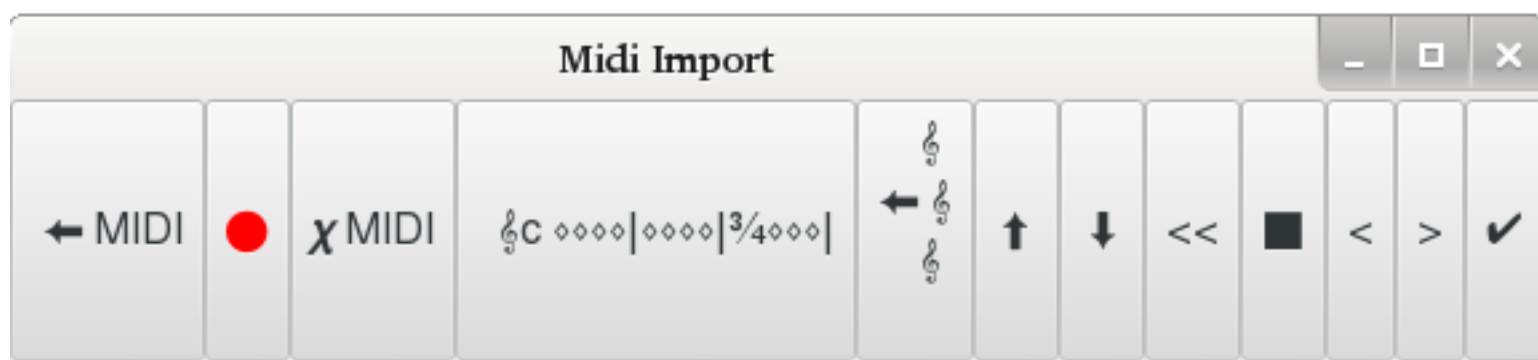 Midi Import
← MIDI
● 
χ MIDI
𝄞C ⋄⋄⋄⋄|⋄⋄⋄⋄|¾⋄⋄⋄|
𝄞
← 𝄞
𝄞
↑
↓
<<
■
<
>
✔